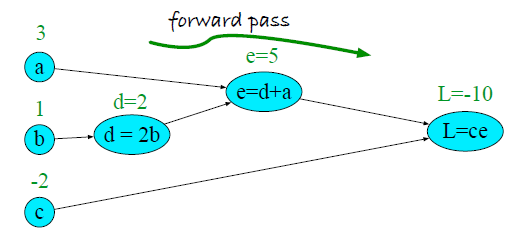 forward pass
3
a
e=5
e=d+a
1
b
d=2
d = 2b
L=-10
L=ce
-2
c